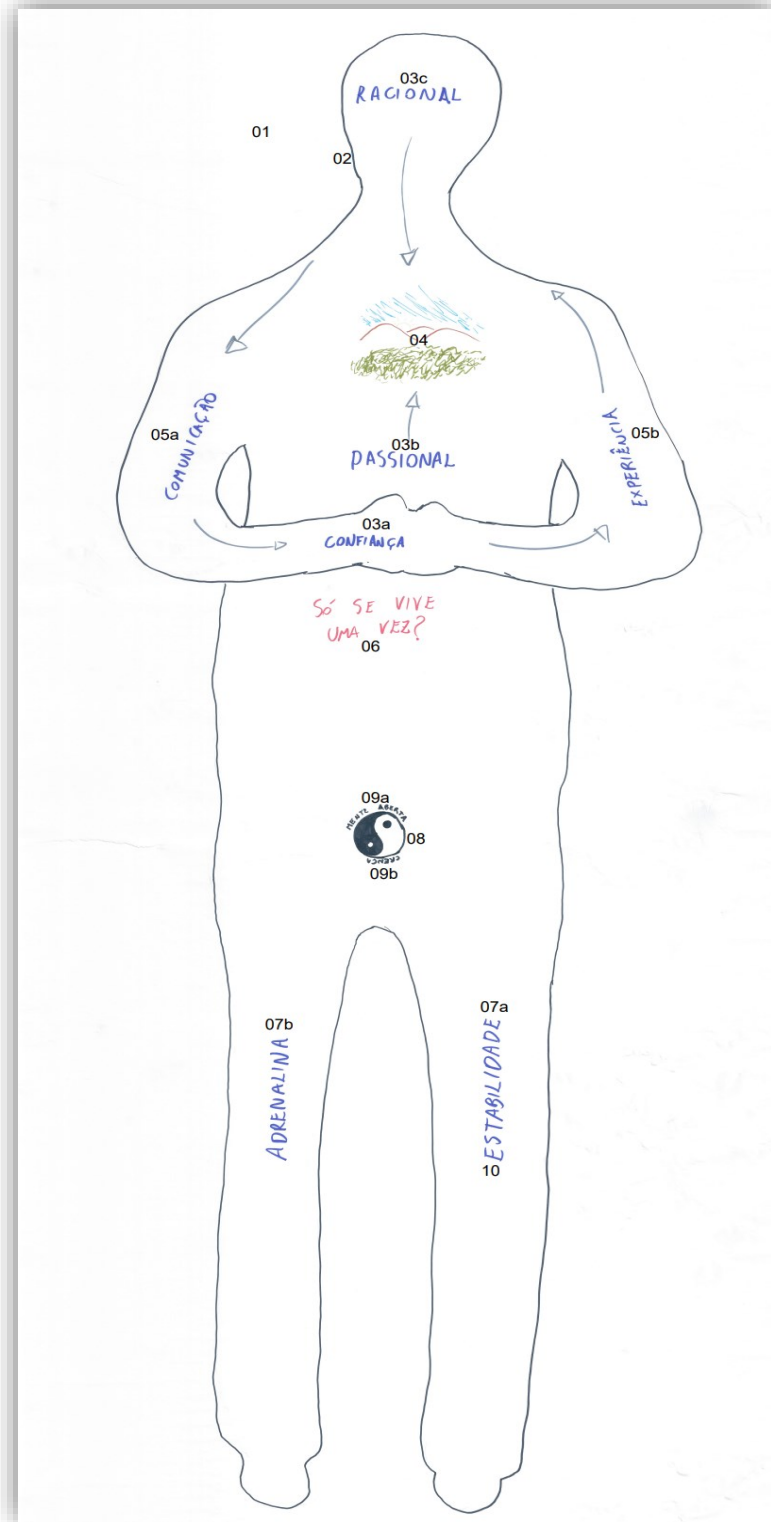 03c
RACIONAL
01
02
04
05a
COMUNICAÇÃO
03b
PASSIONAL
05b
EXPERIÊNCIA
03a
CONFIANÇA
SÓ SE VIVE
UMA VEZ?
06
09a
MENTE ABERTA
08
CRENÇA
09b
07b
ADRENALINA
07a
ESTABILIDADE
10